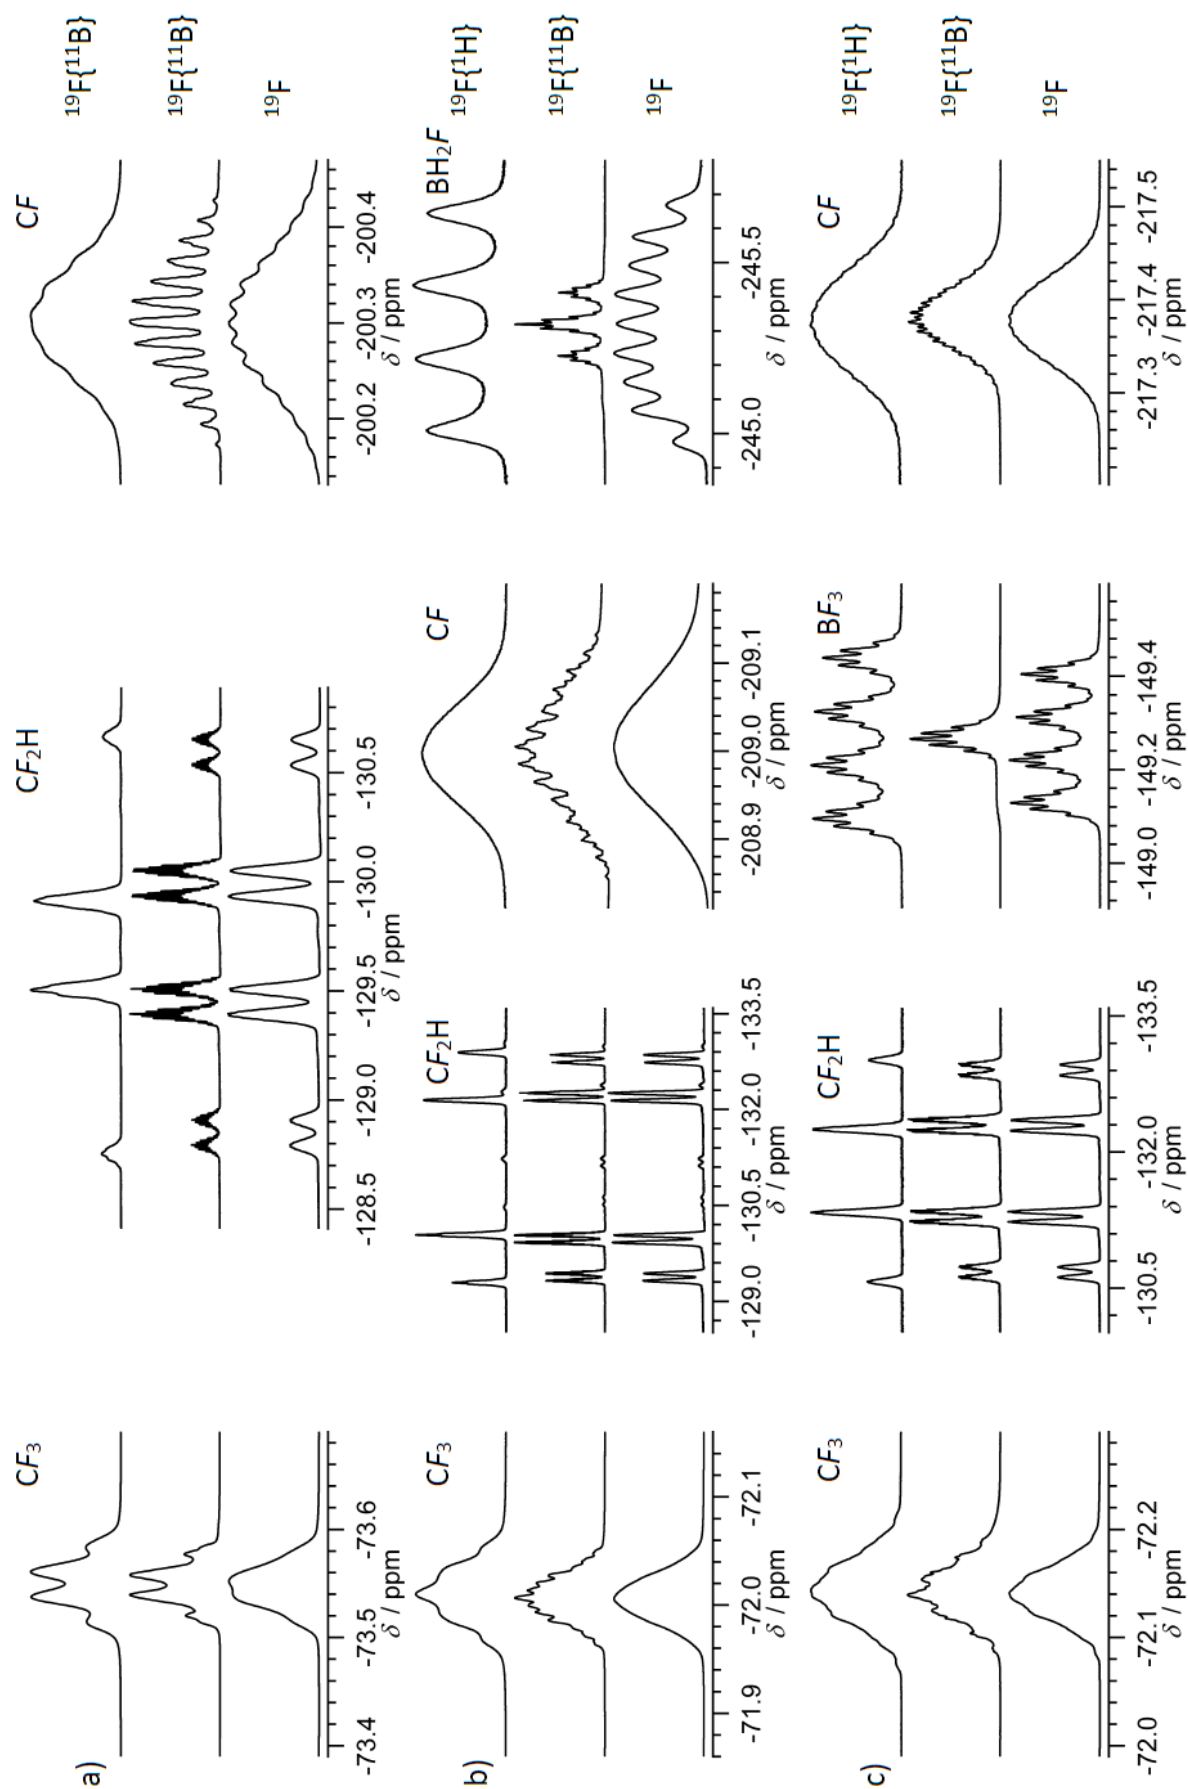 CF₃ CF₂H CF
a) ¹⁹F{¹¹B}
¹⁹F{¹¹B}
¹⁹F
-73.4 -73.5 -73.6 -128.5 -129.0 -129.5 -130.0 -130.5 -200.2 -200.3 -200.4
δ / ppm δ / ppm δ / ppm
CF₃ CF₂H CF BH₂F
b) ¹⁹F{¹H}
¹⁹F{¹¹B}
¹⁹F
-71.9 -72.0 -72.1 -129.0 -130.5 -132.0 -133.5 -208.9 -209.0 -209.1 -245.0 -245.5
δ / ppm δ / ppm δ / ppm δ / ppm
CF₃ CF₂H BF₃ CF
c) ¹⁹F{¹H}
¹⁹F{¹¹B}
¹⁹F
-72.0 -72.1 -72.2 -130.5 -132.0 -133.5 -149.0 -149.2 -149.4 -217.3 -217.4 -217.5
δ / ppm δ / ppm δ / ppm δ / ppm